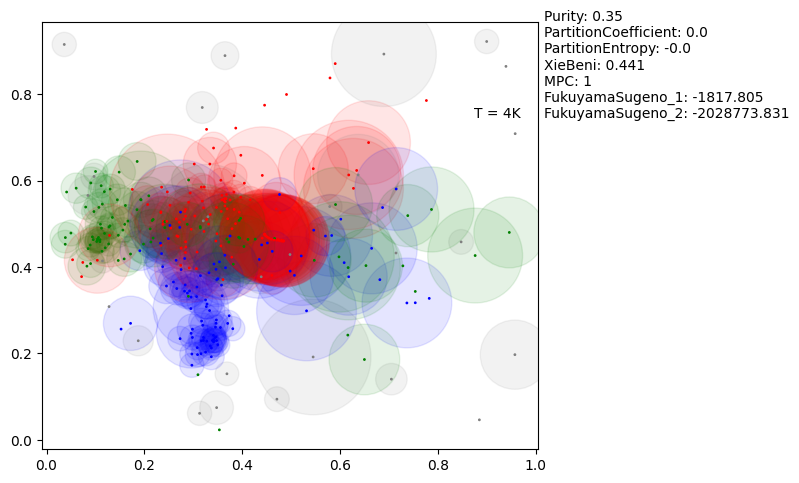 Purity: 0.35
PartitionCoefficient: 0.0
PartitionEntropy: -0.0
XieBeni: 0.441
MPC: 1
FukuyamaSugeno_1: -1817.805
FukuyamaSugeno_2: -2028773.831
T = 4K
0.8
0.6
0.4
0.2
0.0
0.0 0.2 0.4 0.6 0.8 1.0